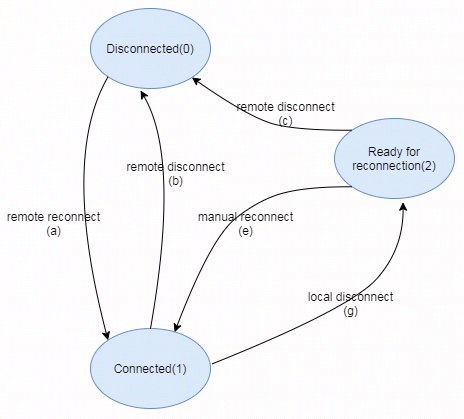 Disconnected(0)
remote disconnect
(c)
Ready for
reconnection(2)
remote disconnect
(b)
remote reconnect
(a)
manual reconnect
(e)
local disconnect
(g)
Connected(1)